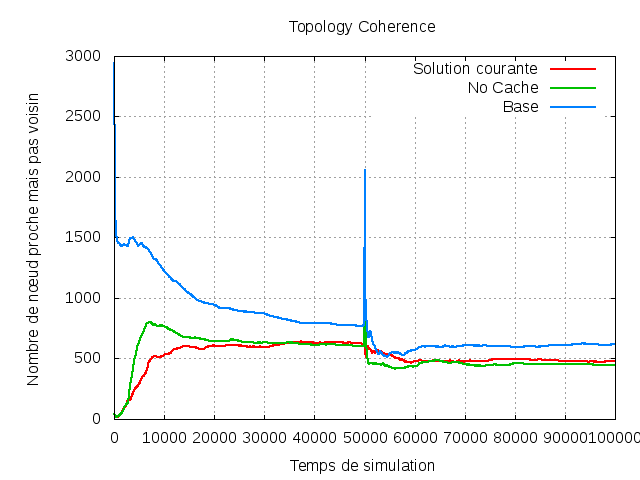 Topology Coherence
Nombre de nœud proche mais pas voisin
3000
2500
2000
1500
1000
500
0
Solution courante
No Cache
Base
0 10000 20000 30000 40000 50000 60000 70000 80000 90000 100000
Temps de simulation